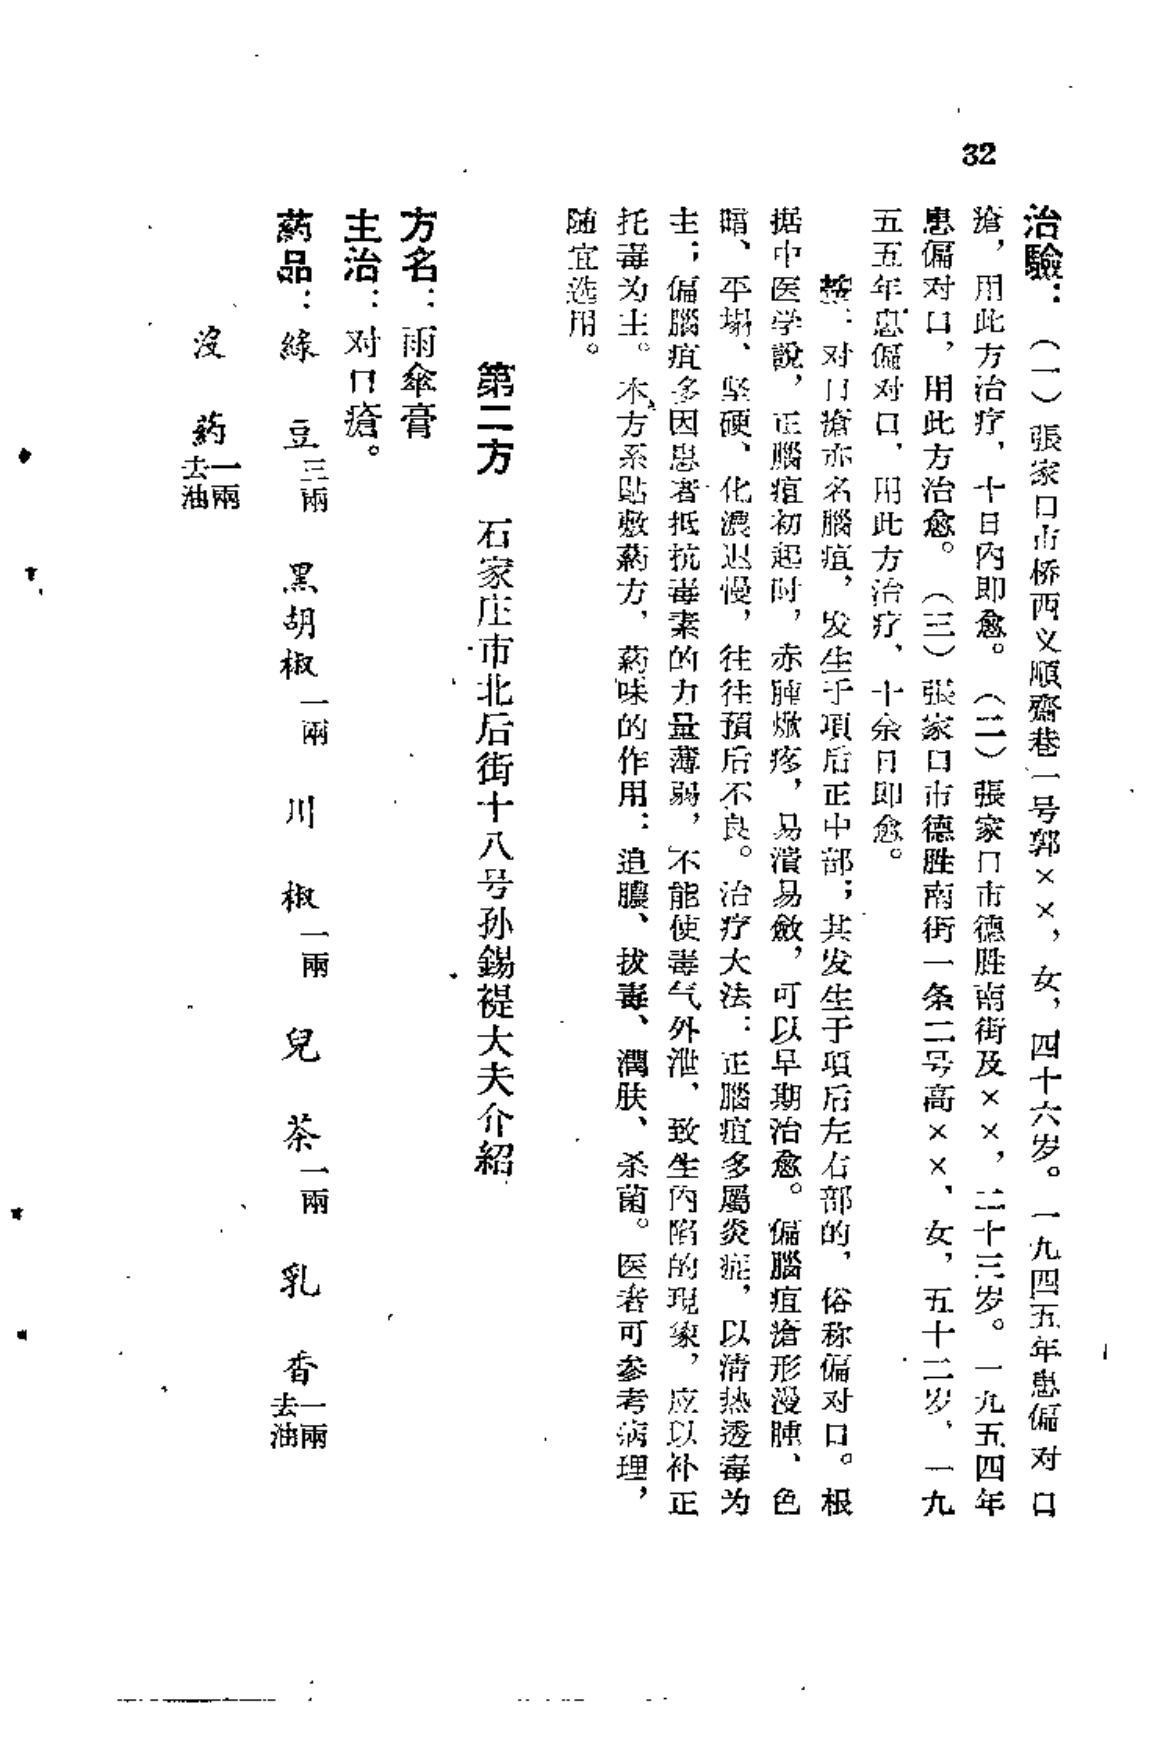 32
治驗：（一）張家口市桥西义順齋巷一号郭××，女，四十六岁。一九四五年患偏对口
瘡，用此方治疗，十日內即愈。（二）張家口市德胜南街及××，二十三岁。一九五四年
患偏对口，用此方治愈。（三）張家口市德胜南街一条二号高××，女，五十二岁，一九
五五年患偏对口，用此方治疗，十余日即愈。
按：对口瘡亦名腦疽，发生于項后正中部；其发生于項后左右部的，俗称偏对口。根
据中医学說，正腦疽初起时，赤腫焮疼，易潰易斂，可以早期治愈。偏腦疽瘡形漫腫、色
暗、平塌、坚硬、化濃迟慢，往往預后不良。治疗大法：正腦疽多屬炎症，以清热透毒为
主；偏腦疽多因患者抵抗毒素的力量薄弱，不能使毒气外泄，致生內陷的現象，应以补正
托毒为主。本方系貼敷葯方，葯味的作用：追膿、拔毒、潤肤、杀菌。医者可参考病理，
随宜选用。
第二方　石家庄市北后街十八号孙錫褆大夫介紹
方名：雨傘膏
主治：对口瘡。
葯品：綠豆三兩　黑胡椒一兩　川椒一兩　兒茶一兩　乳香一兩去油
沒葯一兩去油